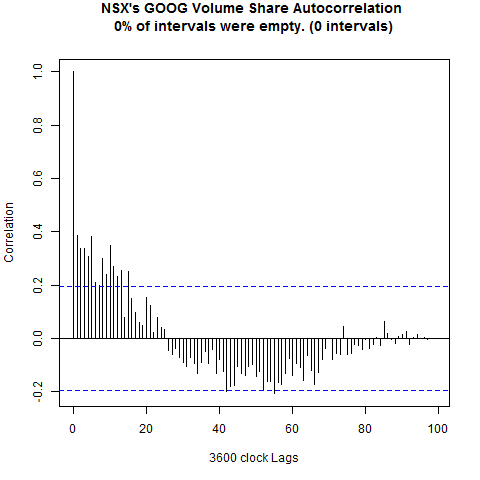 NSX's GOOG Volume Share Autocorrelation
0% of intervals were empty. (0 intervals)
Correlation
1.0
0.8
0.6
0.4
0.2
0.0
-0.2
0 20 40 60 80 100
3600 clock Lags